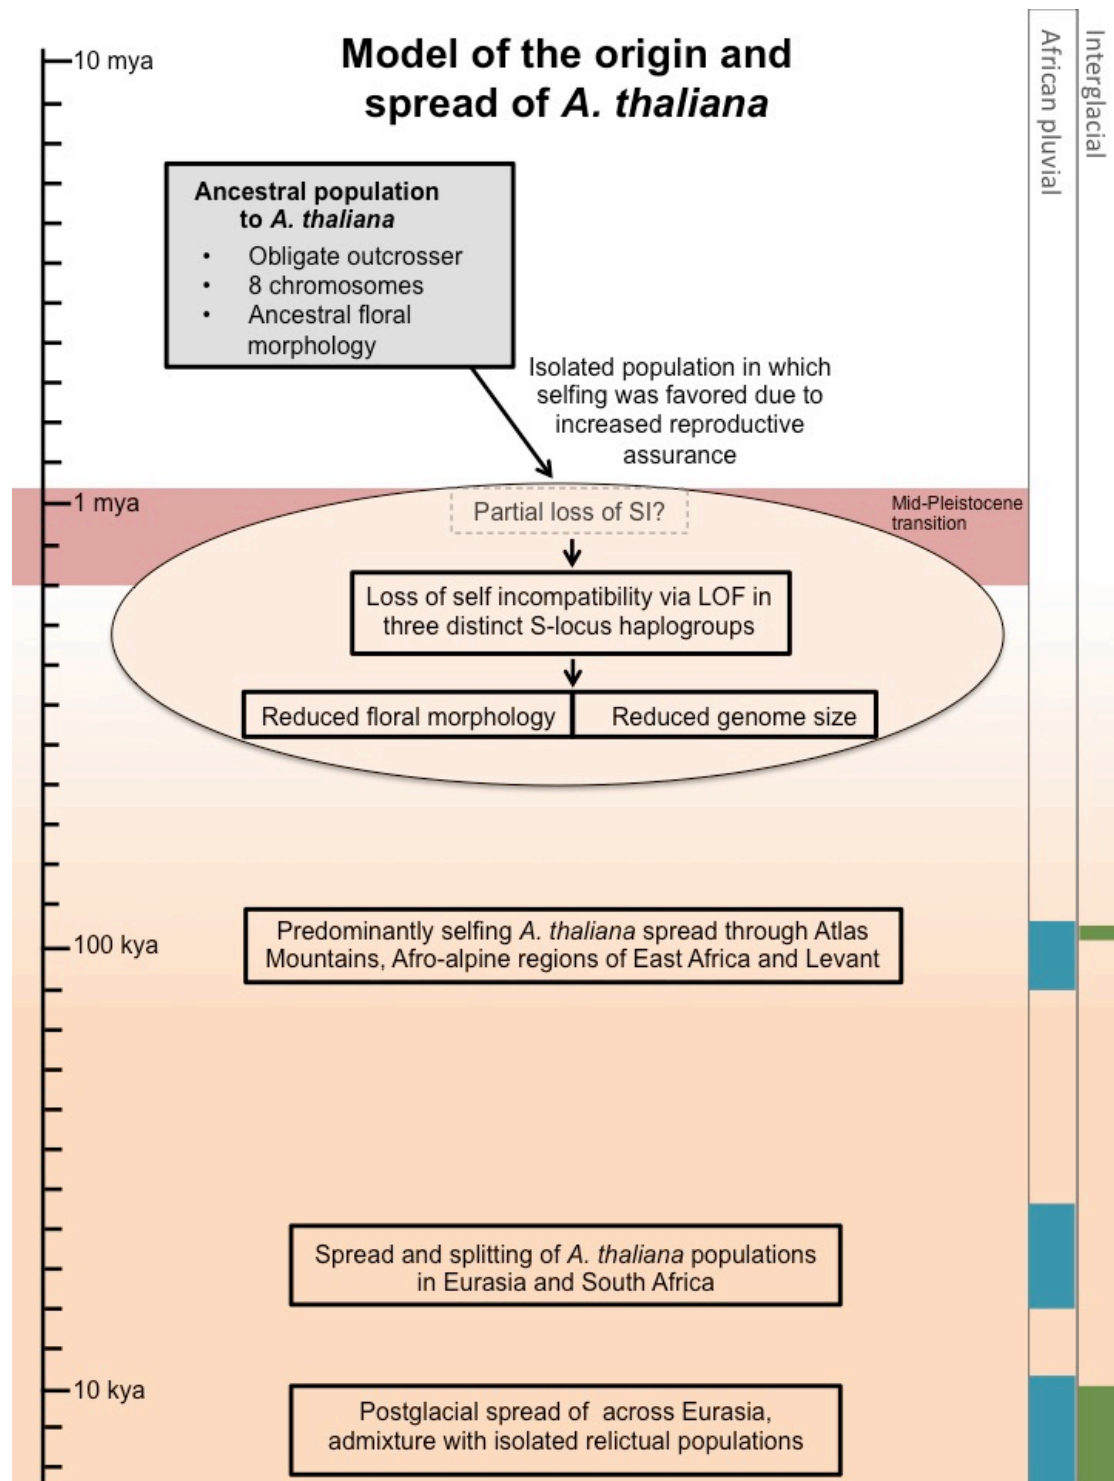 Model of the origin and
spread of A. thaliana
10 mya
African pluvial
Interglacial
Ancestral population
to A. thaliana
• Obligate outcrosser
• 8 chromosomes
• Ancestral floral
morphology
Isolated population in which
selfing was favored due to
increased reproductive
assurance
1 mya
Mid-Pleistocene
transition
Partial loss of SI?
Loss of self incompatibility via LOF in
three distinct S-locus haplogroups
Reduced floral morphology
Reduced genome size
100 kya
Predominantly selfing A. thaliana spread through Atlas
Mountains, Afro-alpine regions of East Africa and Levant
Spread and splitting of A. thaliana populations
in Eurasia and South Africa
10 kya
Postglacial spread of across Eurasia,
admixture with isolated relictual populations